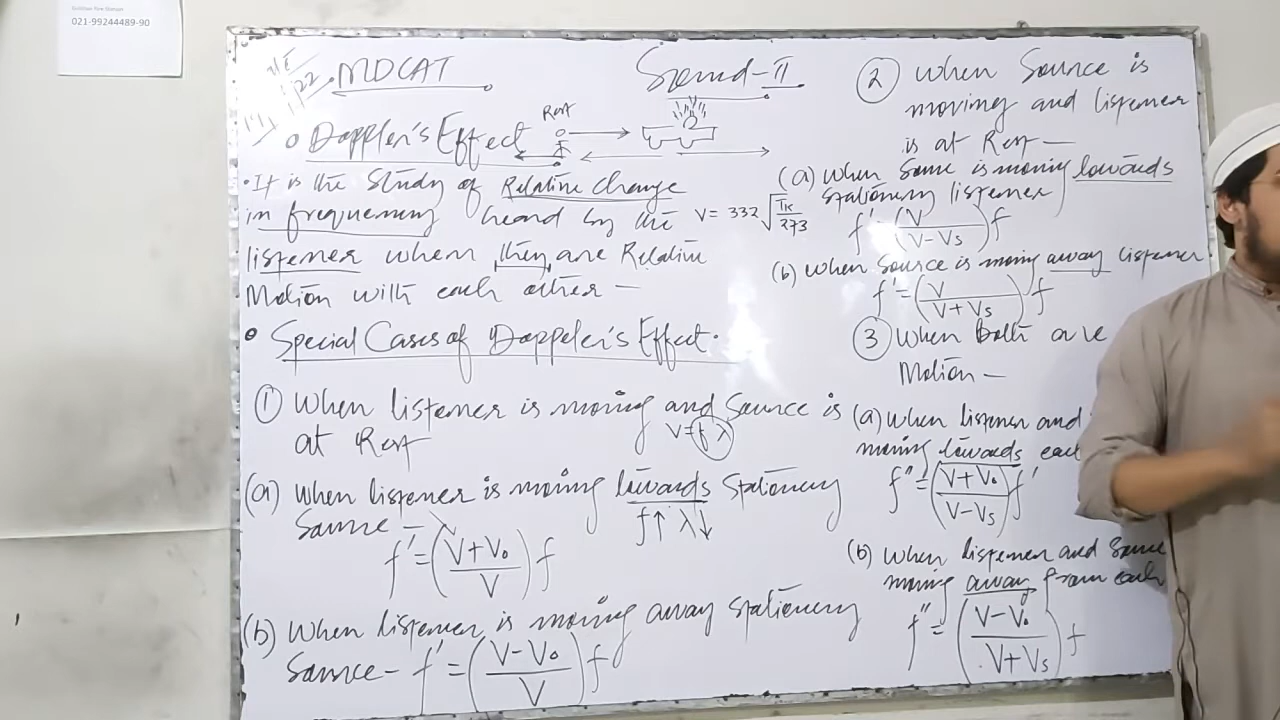 021-99244489-90
MDCAT
Sound-II
Doppler's Effect
Rest
• It is the Study of Relative change
in frequency heard by the
V = 332 √(TK/273)
listener when they are Relative
Motion with each other —
• Special Cases of Doppler's Effect.
① When listener is moving and Source is
at Rest
V = f λ
(a) When listener is moving towards Stationary
Source –
f↑ λ↓
f' = (V + Vo / V) f
(b) When listener is moving away stationary
Source – f' = (V - Vo / V) f
② When Source is
moving and listener
is at Rest —
(a) When Source is moving towards
Stationary listener
f' = (V / V - Vs) f
(b) When Source is moving away listener
f' = (V / V + Vs) f
③ When Both are
Motion —
(a) When listener and
moving towards each
f'' = (V + Vo / V - Vs) f'
(b) When listener and Source
moving away from each
f'' = (V - Vo / V + Vs) f